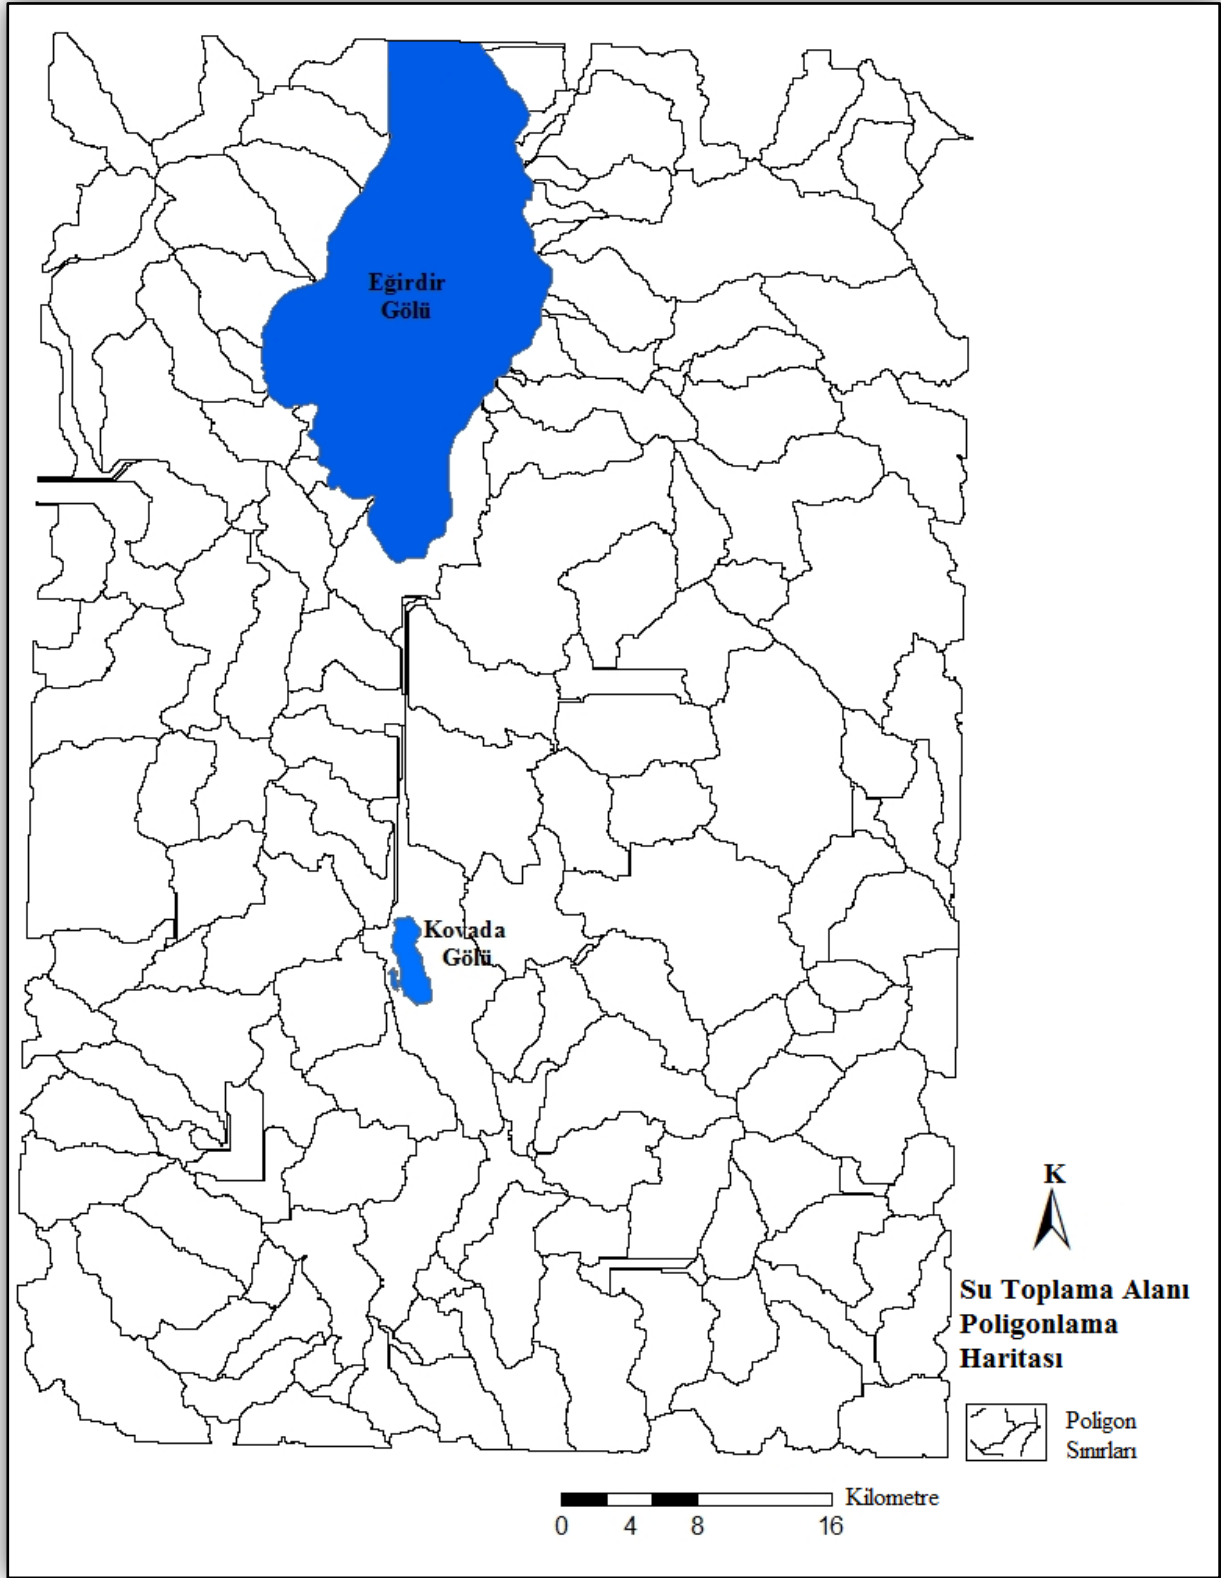 Eğirdir
Gölü
Kovada
Gölü
K
Su Toplama Alanı
Poligonlama
Haritası
Poligon
Sınırları
Kilometre
0 4 8 16